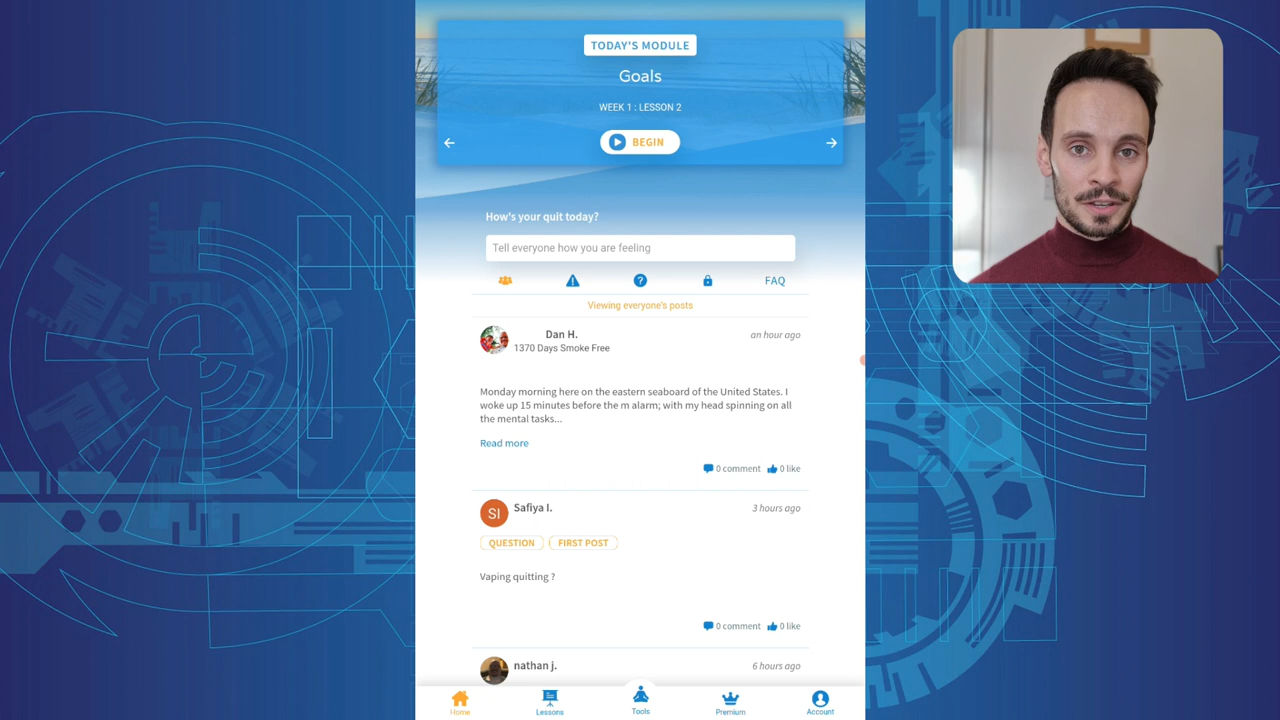 TODAY'S MODULE
Goals
WEEK 1 : LESSON 2
BEGIN
How's your quit today?
Tell everyone how you are feeling
FAQ
Viewing everyone's posts
Dan H.
an hour ago
1370 Days Smoke Free
Monday morning here on the eastern seaboard of the United States. I
woke up 15 minutes before the m alarm; with my head spinning on all
the mental tasks...
Read more
0 comment 0 like
SI
Safiya I.
3 hours ago
QUESTION FIRST POST
Vaping quitting ?
0 comment 0 like
nathan j.
6 hours ago
Home Lessons Tools Premium Account